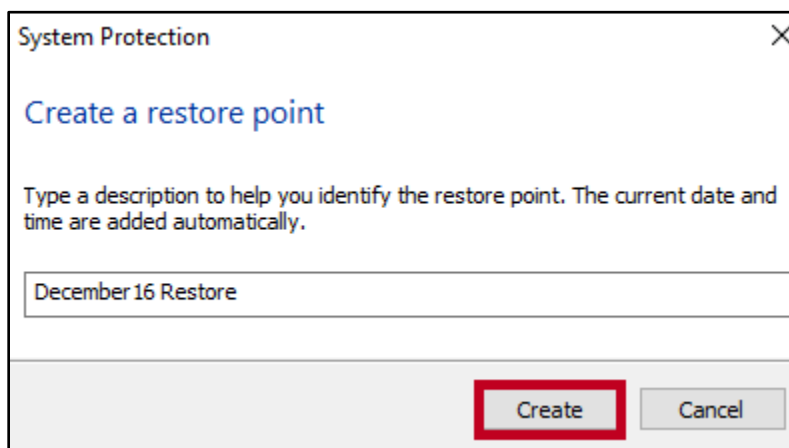 System Protection
Create a restore point
Type a description to help you identify the restore point. The current date and
time are added automatically.
December 16 Restore
Create
Cancel